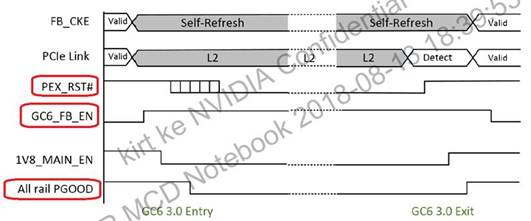 FB_CKE Valid Self-Refresh Self-Refresh Valid
PCIe Link Valid L2 L2 L2 Detect Valid
PEX_RST#
GC6_FB_EN
1V8_MAIN_EN
All rail PGOOD
GC6 3.0 Entry GC6 3.0 Exit
kirt ke NVIDIA Confidential
MCD Notebook 2018-08-18 18:39:53